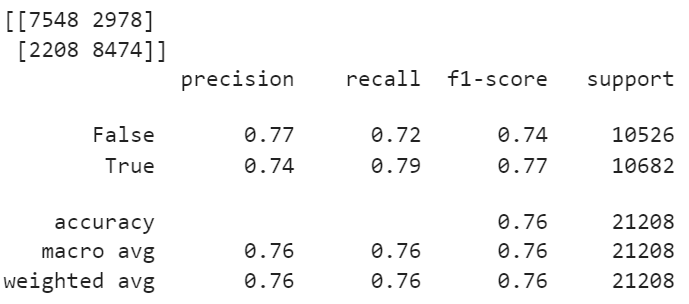 [[7548 2978]
[2208 8474]]
precision recall f1-score support
False 0.77 0.72 0.74 10526
True 0.74 0.79 0.77 10682
accuracy 0.76 21208
macro avg 0.76 0.76 0.76 21208
weighted avg 0.76 0.76 0.76 21208